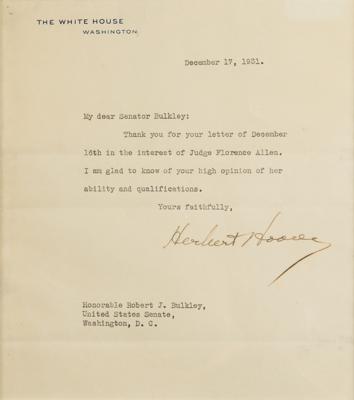 THE WHITE HOUSE
WASHINGTON
December 17, 1931.
My dear Senator Bulkley:
Thank you for your letter of December
16th in the interest of Judge Florence Allen.
I am glad to know of your high opinion of her
ability and qualifications.
Yours faithfully,
Herbert Hoover
Honorable Robert J. Bulkley,
United States Senate,
Washington, D. C.